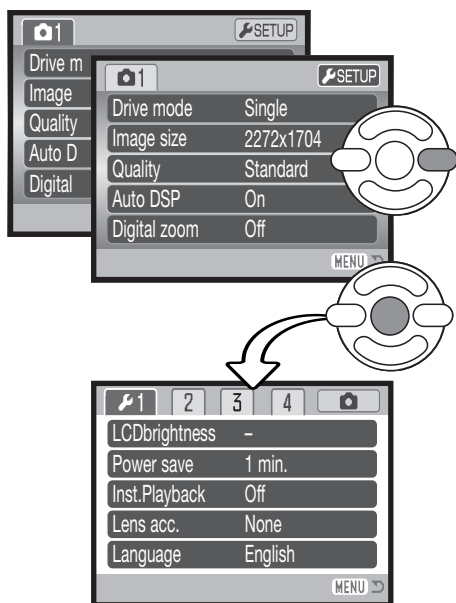 1 SETUP
Drive m
Image
Quality
Auto D
Digital
1 SETUP
Drive mode Single
Image size 2272x1704
Quality Standard
Auto DSP On
Digital zoom Off
MENU
1 2 3 4
LCDbrightness –
Power save 1 min.
Inst.Playback Off
Lens acc. None
Language English
MENU